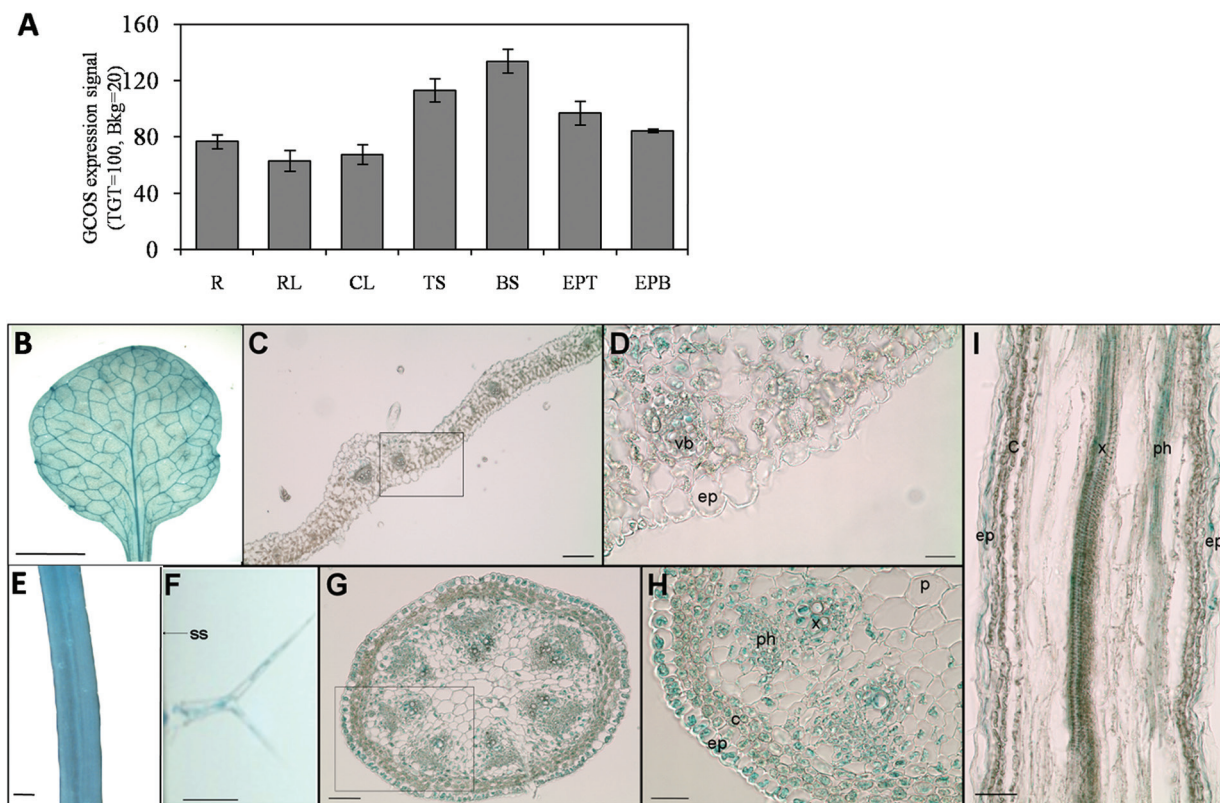 A
GCOS expression signal
(TGT=100, Bkg=20)
160
120
80
40
0
R RL CL TS BS EPT EPB
B
C
D
vb
ep
E
F
ss
G
H
p
x
ph
c
ep
I
C x ph
ep ep